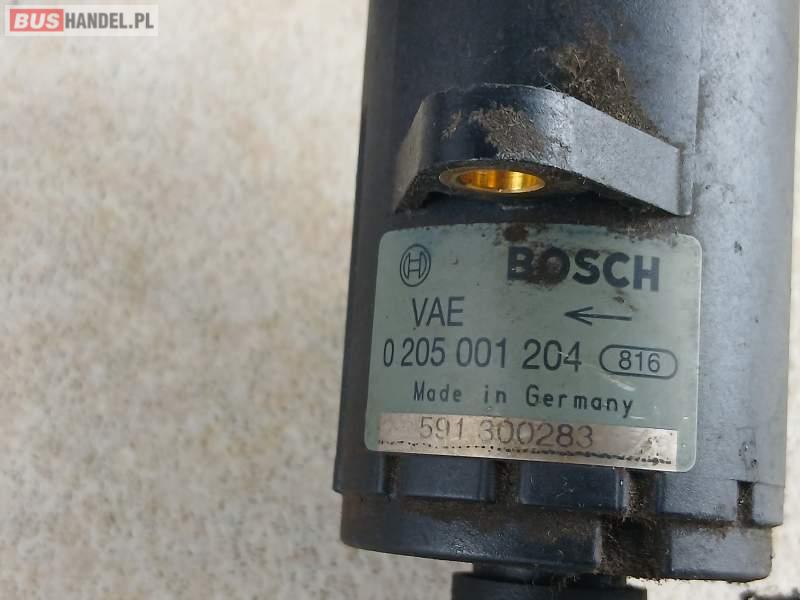 BUSHANDEL.PL
BOSCH
VAE ←
0 205 001 204 816
Made in Germany
591 300283